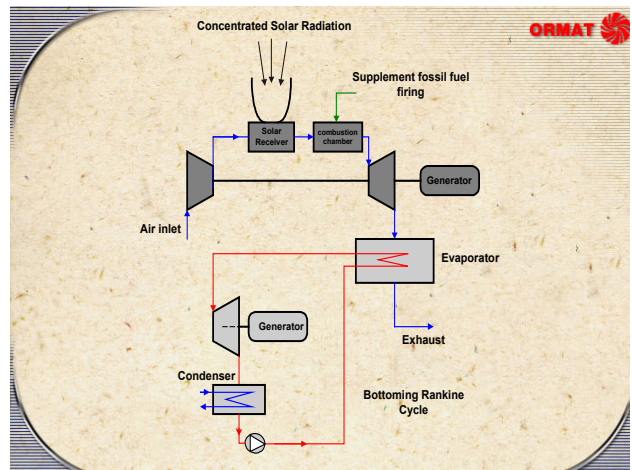 Concentrated Solar Radiation
ORMAT
Supplement fossil fuel
firing
Solar
Receiver
combustion
chamber
Generator
Air inlet
Evaporator
Generator
Exhaust
Condenser
Bottoming Rankine
Cycle